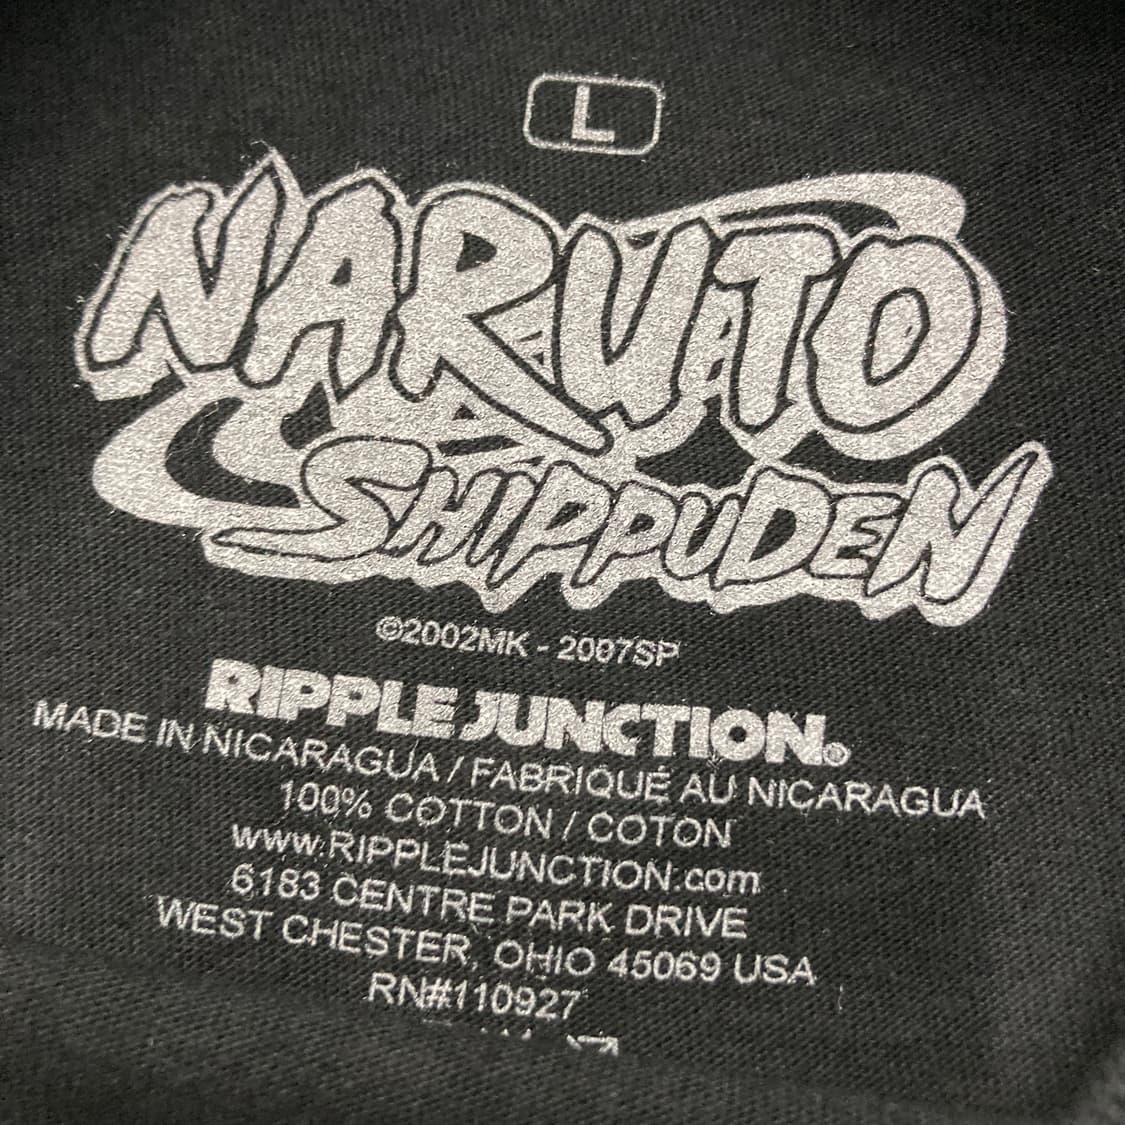 L
NARUTO
SHIPPUDEN
©2002MK - 2007SP
RIPPLE JUNCTION®
MADE IN NICARAGUA / FABRIQUÉ AU NICARAGUA
100% COTTON / COTON
www.RIPPLEJUNCTION.com
6183 CENTRE PARK DRIVE
WEST CHESTER, OHIO 45069 USA
RN#110927